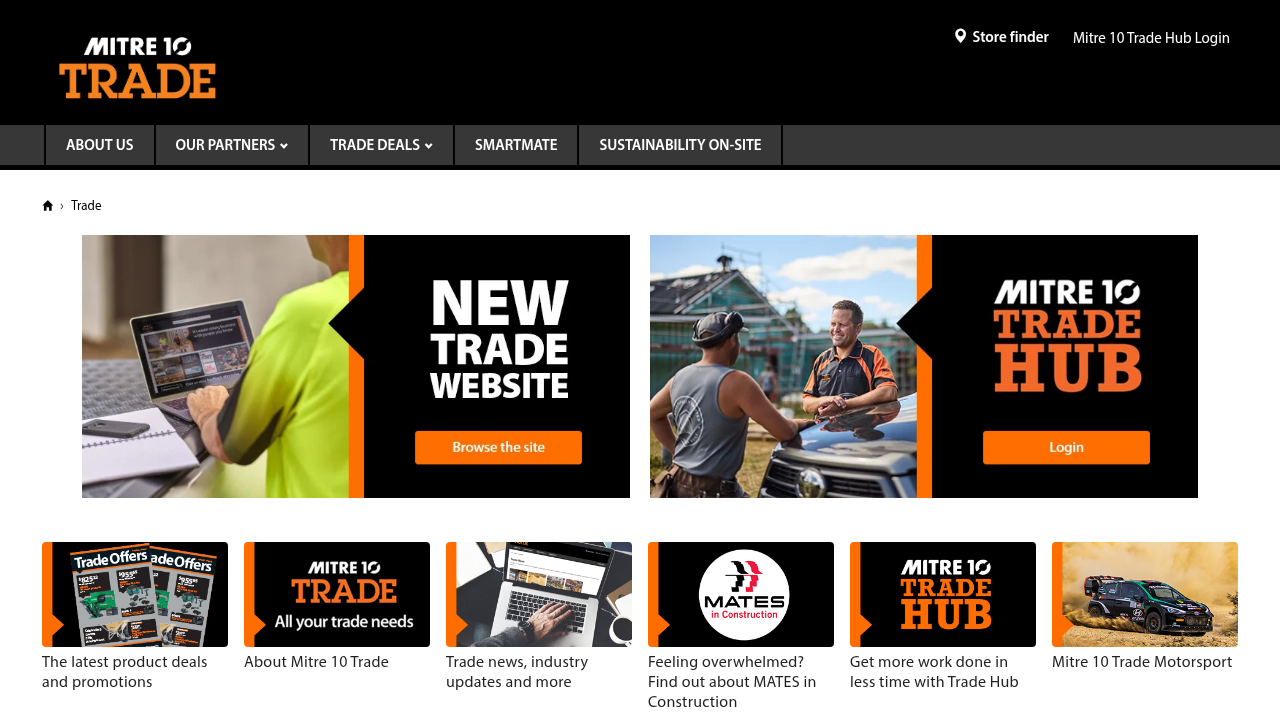 MITRE 10
TRADE
Store finder
Mitre 10 Trade Hub Login
ABOUT US
OUR PARTNERS
TRADE DEALS
SMARTMATE
SUSTAINABILITY ON-SITE
› Trade
NEW
TRADE
WEBSITE
Browse the site
MITRE 10
TRADE
HUB
Login
Trade Offers
ade Offers
MITRE 10
TRADE
All your trade needs
MATES
in Construction
MITRE 10
TRADE
HUB
The latest product deals
and promotions
About Mitre 10 Trade
Trade news, industry
updates and more
Feeling overwhelmed?
Find out about MATES in
Construction
Get more work done in
less time with Trade Hub
Mitre 10 Trade Motorsport